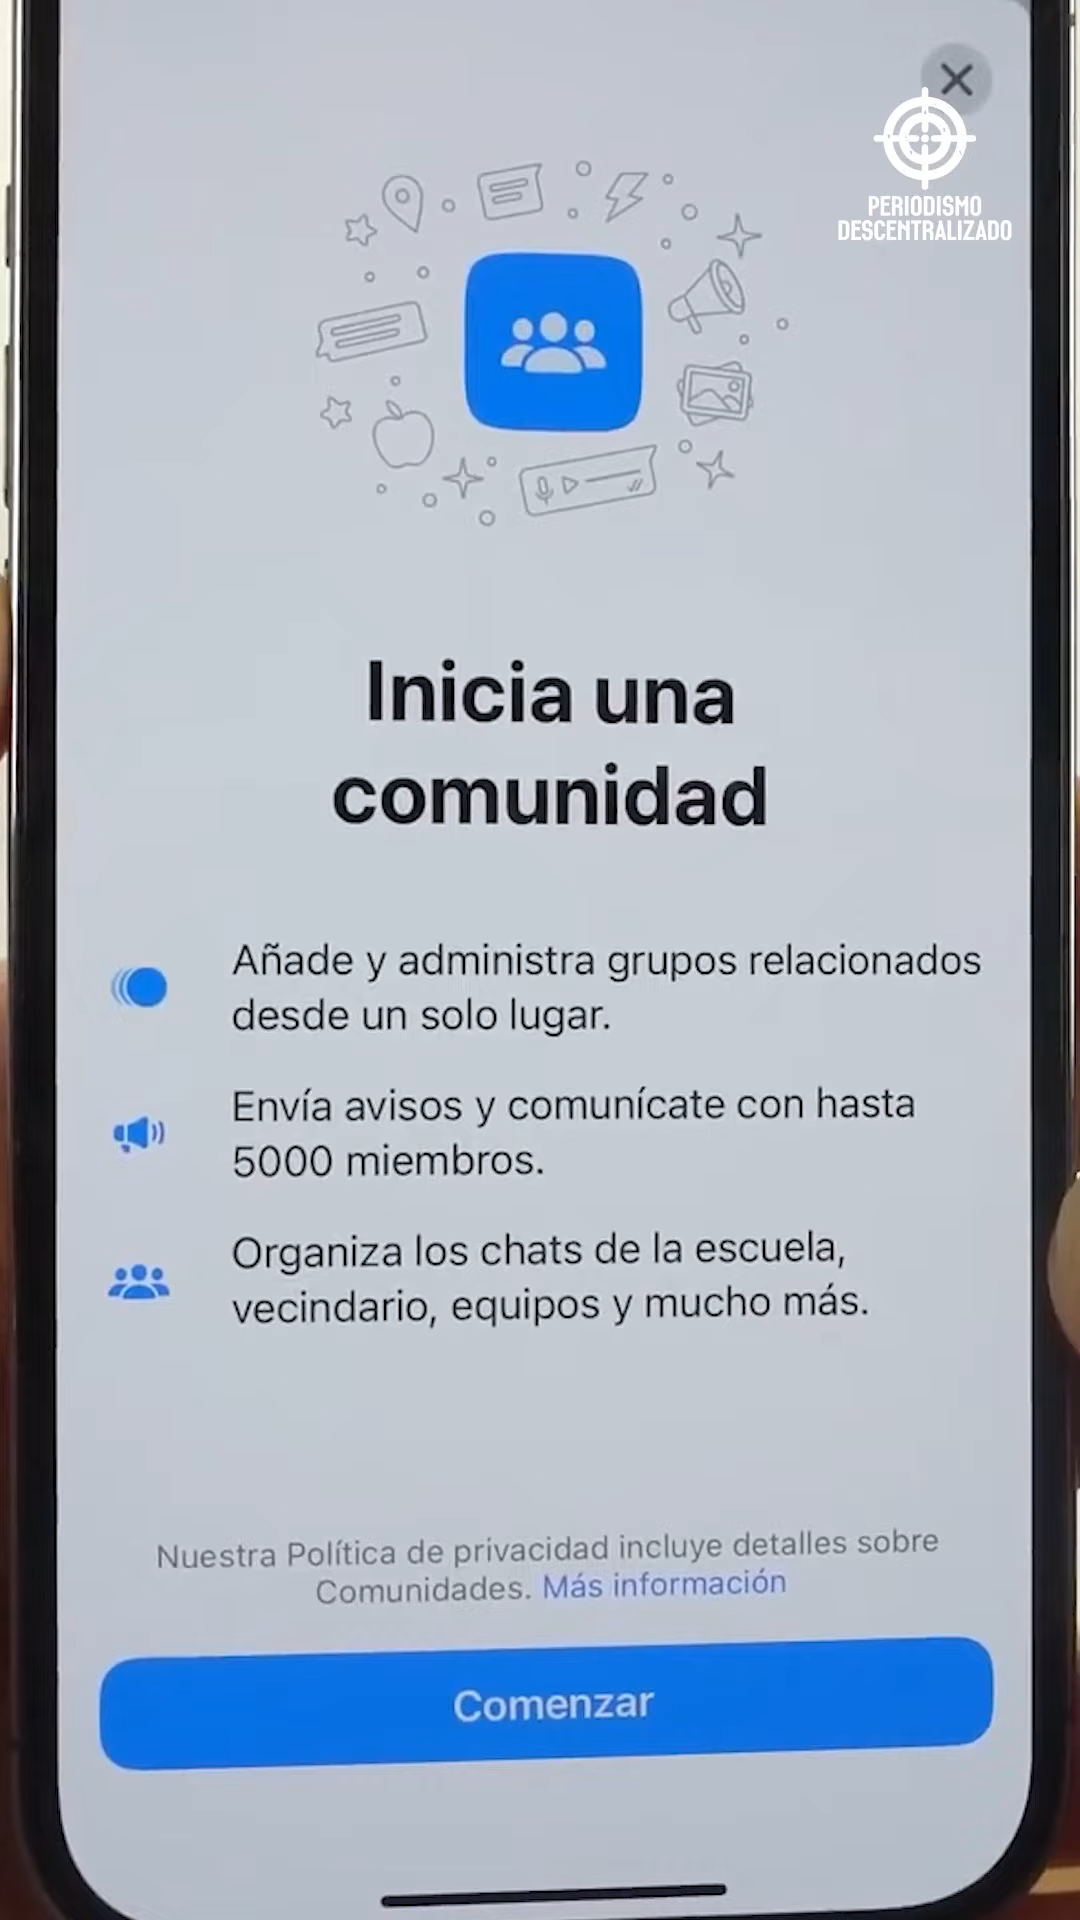 PERIODISMO
DESCENTRALIZADO
Inicia una
comunidad
Añade y administra grupos relacionados
desde un solo lugar.
Envía avisos y comunícate con hasta
5000 miembros.
Organiza los chats de la escuela,
vecindario, equipos y mucho más.
Nuestra Política de privacidad incluye detalles sobre
Comunidades. Más información
Comenzar